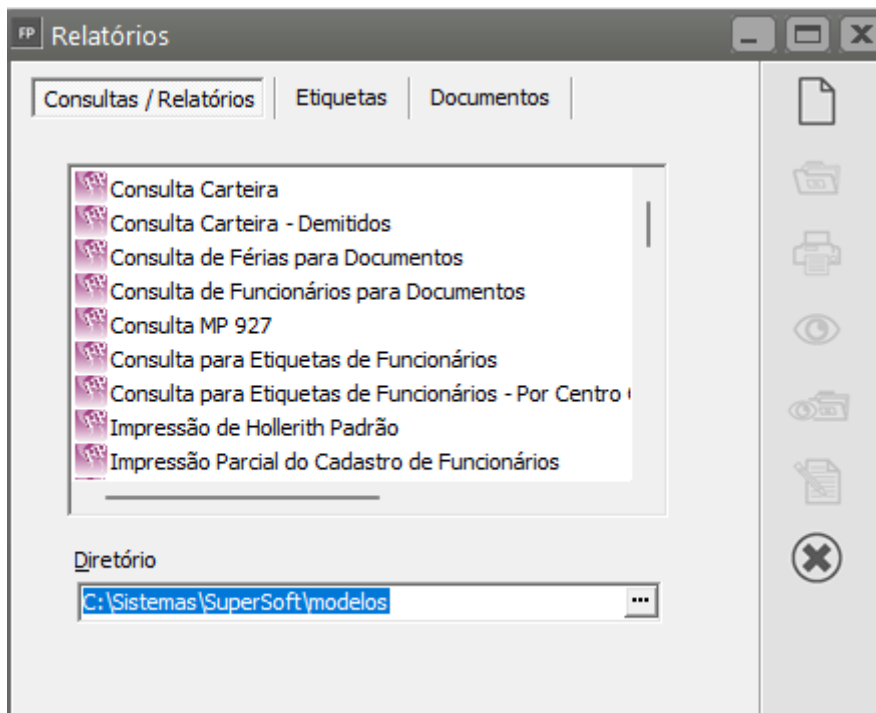 FP Relatórios
Consultas / Relatórios Etiquetas Documentos
Consulta Carteira
Consulta Carteira - Demitidos
Consulta de Férias para Documentos
Consulta de Funcionários para Documentos
Consulta MP 927
Consulta para Etiquetas de Funcionários
Consulta para Etiquetas de Funcionários - Por Centro
Impressão de Hollerith Padrão
Impressão Parcial do Cadastro de Funcionários
Diretório
C:\Sistemas\SuperSoft\modelos ...